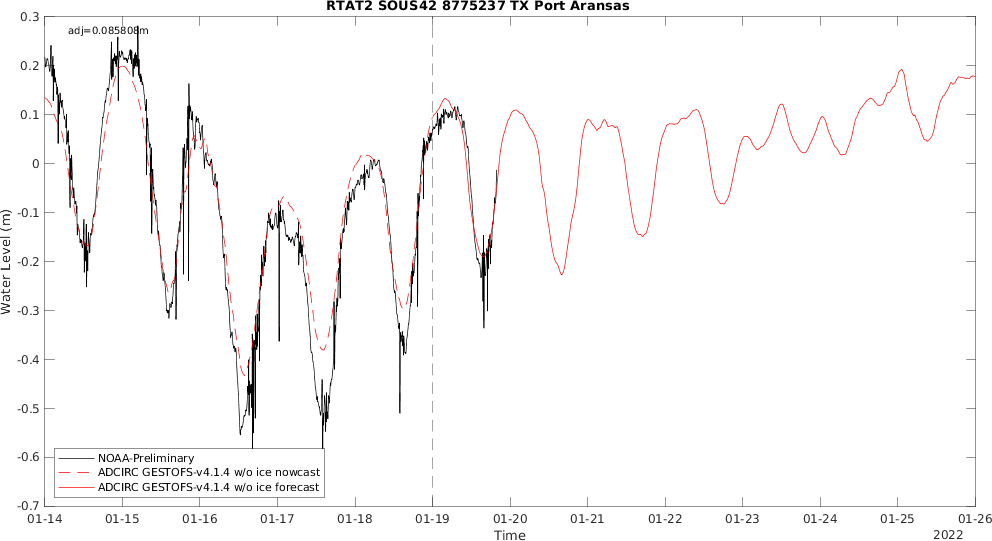 RTAT2 SOUS42 8775237 TX Port Aransas
adj=0.085808m
0.3
0.2
0.1
0
-0.1
-0.2
-0.3
-0.4
-0.5
-0.6
-0.7
Water Level (m)
NOAA-Preliminary
ADCIRC GESTOFS-v4.1.4 w/o ice nowcast
ADCIRC GESTOFS-v4.1.4 w/o ice forecast
01-14 01-15 01-16 01-17 01-18 01-19 01-20 01-21 01-22 01-23 01-24 01-25 01-26
Time
2022